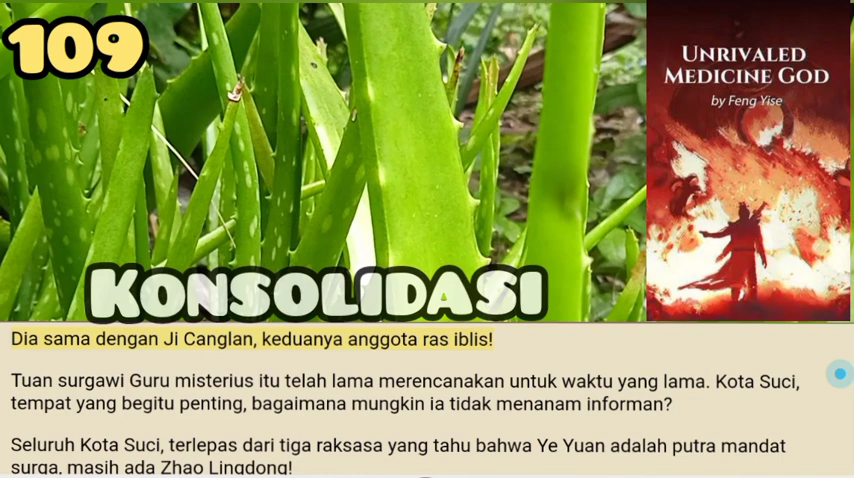 109
UNRIVALED
MEDICINE GOD
by Feng Yise
KONSOLIDASI
Dia sama dengan Ji Canglan, keduanya anggota ras iblis!
Tuan surgawi Guru misterius itu telah lama merencanakan untuk waktu yang lama. Kota Suci,
tempat yang begitu penting, bagaimana mungkin ia tidak menanam informan?
Seluruh Kota Suci, terlepas dari tiga raksasa yang tahu bahwa Ye Yuan adalah putra mandat
surga, masih ada Zhao Lingdong!